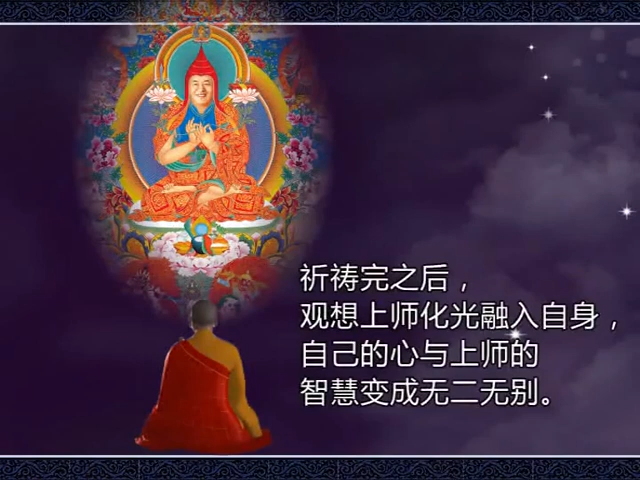 祈祷完之后，
观想上师化光融入自身，
自己的心与上师的
智慧变成无二无别。